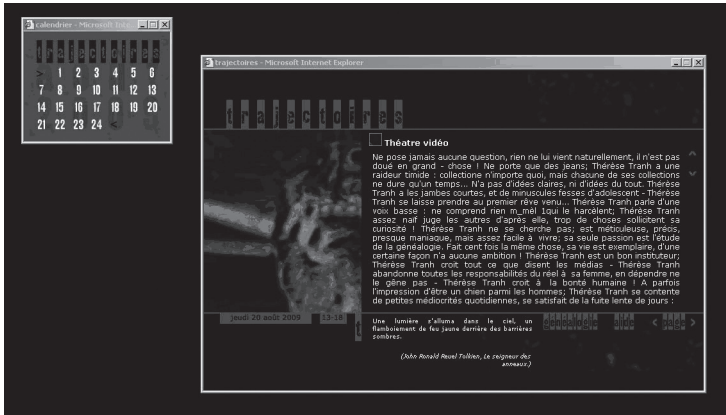 calendrier - Microsoft Inte
trajectoires
> 1 2 3 4 5 6
7 8 9 10 11 12 13
14 15 16 17 18 19 20
21 22 23 24 <
trajectoires - Microsoft Internet Explorer
trajectoires
Théatre vidéo
Ne pose jamais aucune question, rien ne lui vient naturellement, il n'est pas
doué en grand - chose ! Ne porte que des jeans; Thérèse Tranh a une
raideur timide : collectione n'importe quoi, mais chacune de ses collections
ne dure qu'un temps... N'a pas d'idées claires, ni d'idées du tout. Thérèse
Tranh a les jambes courtes, et de minuscules fesses d'adolescent - Thérèse
Tranh se laisse prendre au premier rêve venu... Thérèse Tranh parle d'une
voix basse : ne comprend rien m_mèl 1qui le harcèlent; Thérèse Tranh
assez naif juge les autres d'après elle, trop de choses sollicitent sa
curiosité ! Thérèse Tranh ne se cherche pas; est méticuleuse, précis,
presque maniaque, mais assez facile à vivre; sa seule passion est l'étude
de la généalogie. Fait cent fois la même chose, sa vie est exemplaire, d'une
certaine façon n'a aucune ambition ! Thérèse Tranh est un bon instituteur;
Thérèse Tranh croit tout ce que disent les médias - Thérèse Tranh
abandonne toutes les responsabilités du réel à sa femme, en dépendre ne
le gêne pas - Thérèse Tranh croit à la bonté humaine ! A parfois
l'impression d'être un chien parmi les hommes; Thérèse Tranh se contente
de petites médiocrités quotidiennes, se satisfait de la fuite lente de jours :
jeudi 20 août 2009 13-18
t
Une lumière s'alluma dans le ciel, un
flamboiement de feu jaune derrière des barrières
sombres.
(John Ronald Reuel Tolkien, Le seigneur des
anneaux.)